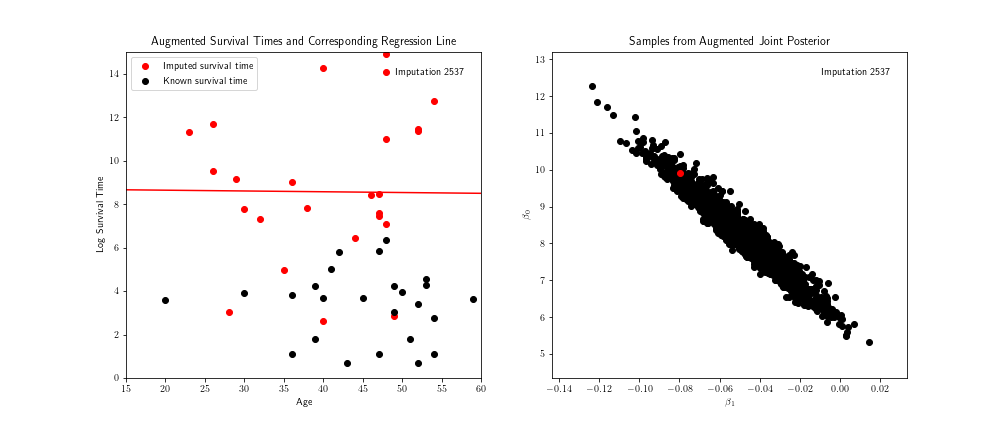 Augmented Survival Times and Corresponding Regression Line
Imputed survival time
Known survival time
Imputation 2537
14
12
10
8
6
4
2
0
Log Survival Time
15 20 25 30 35 40 45 50 55 60
Age
Samples from Augmented Joint Posterior
Imputation 2537
13
12
11
10
9
8
7
6
5
β₀
−0.14 −0.12 −0.10 −0.08 −0.06 −0.04 −0.02 0.00 0.02
β₁